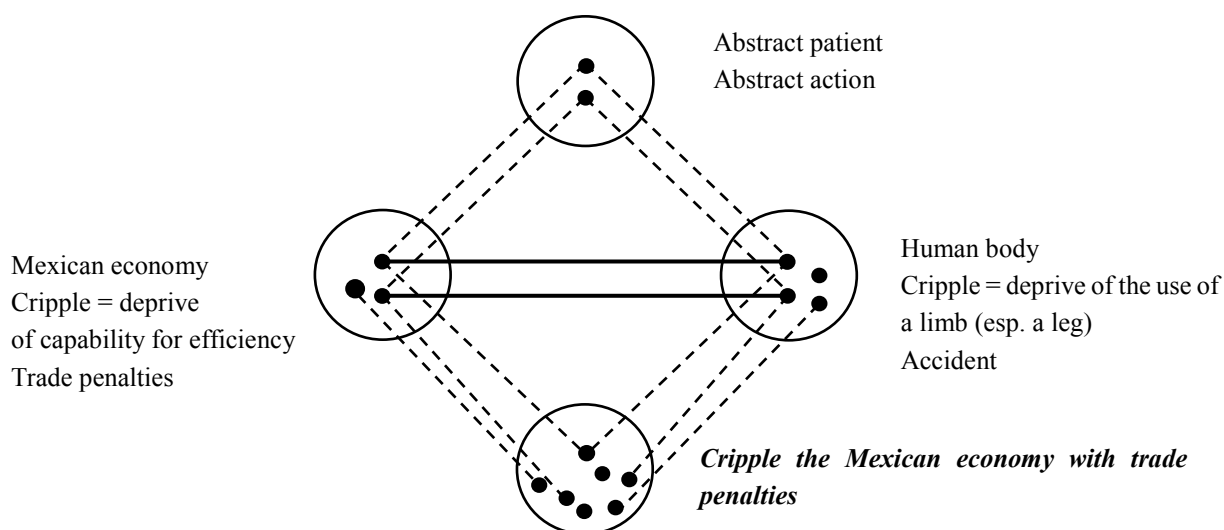 Abstract patient
Abstract action
Mexican economy
Cripple = deprive
of capability for efficiency
Trade penalties
Human body
Cripple = deprive of the use of
a limb (esp. a leg)
Accident
Cripple the Mexican economy with trade
penalties